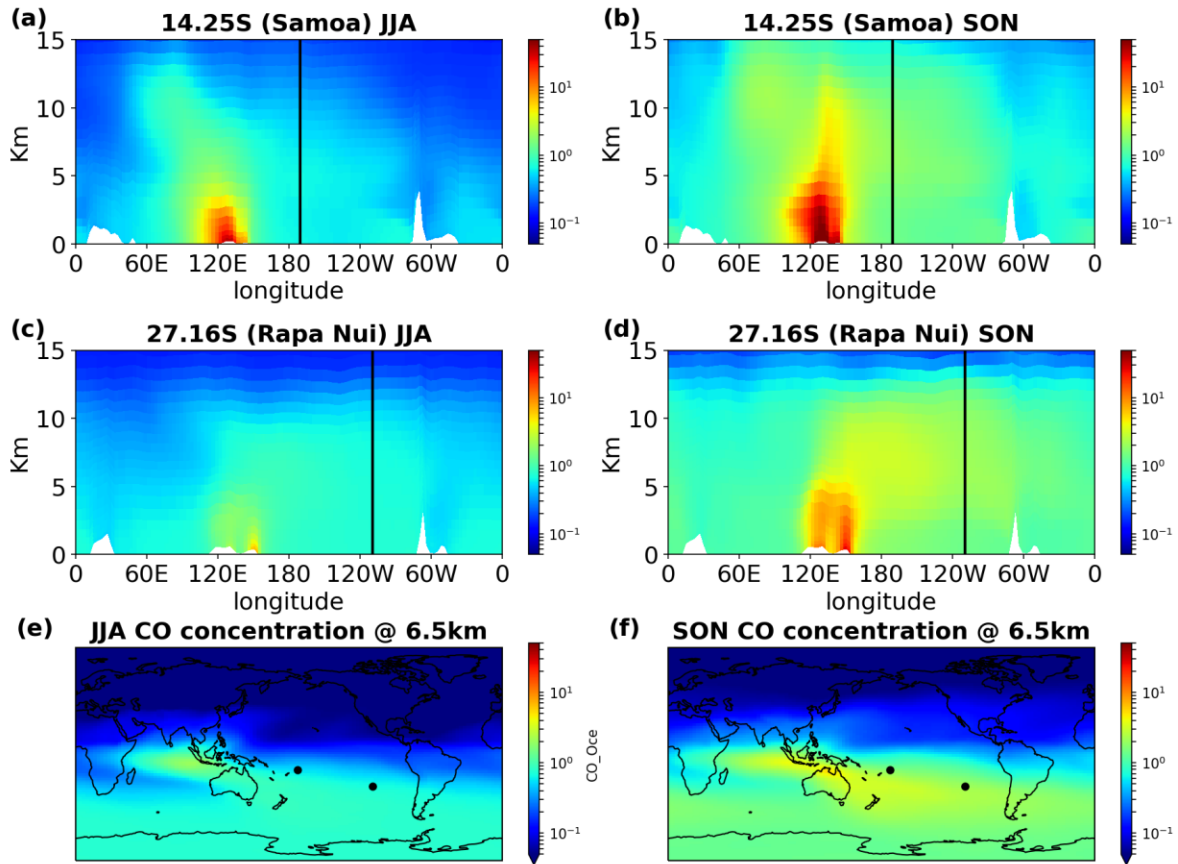 (a) 14.25S (Samoa) JJA
15
10
5
0
Km
0 60E 120E 180 120W 60W 0
longitude
10¹
10⁰
10⁻¹
(b) 14.25S (Samoa) SON
15
10
5
0
Km
0 60E 120E 180 120W 60W 0
longitude
10¹
10⁰
10⁻¹
(c) 27.16S (Rapa Nui) JJA
15
10
5
0
Km
0 60E 120E 180 120W 60W 0
longitude
10¹
10⁰
10⁻¹
(d) 27.16S (Rapa Nui) SON
15
10
5
0
Km
0 60E 120E 180 120W 60W 0
longitude
10¹
10⁰
10⁻¹
(e) JJA CO concentration @ 6.5km
10¹
10⁰
10⁻¹
CO_Oce
(f) SON CO concentration @ 6.5km
10¹
10⁰
10⁻¹